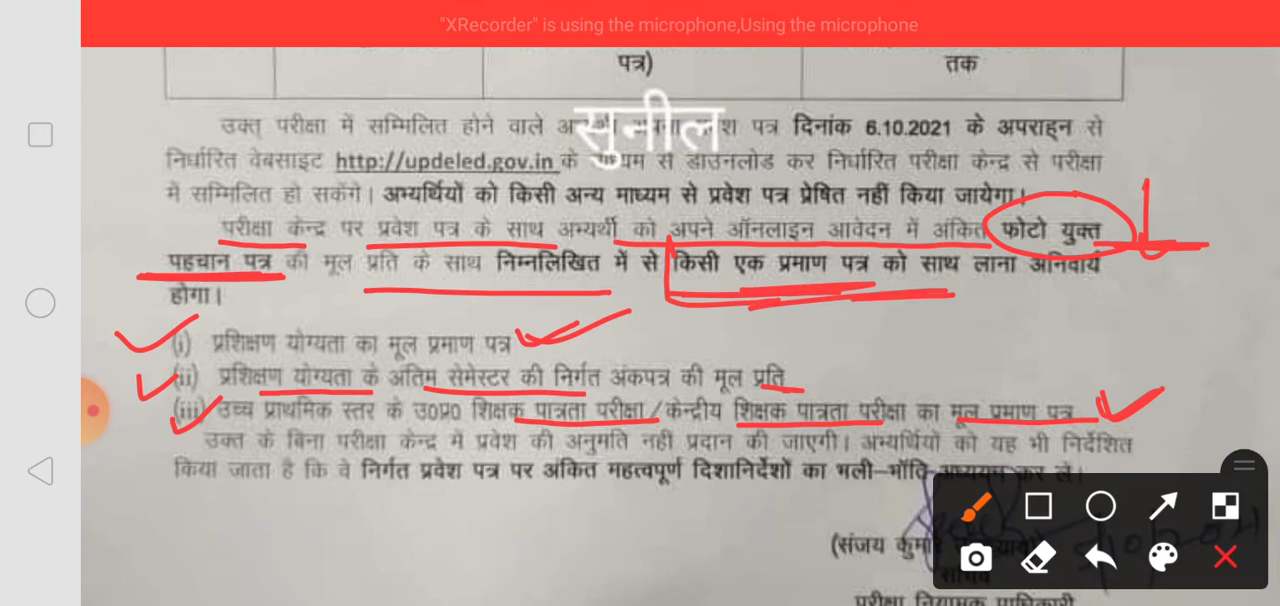 "XRecorder" is using the microphone,Using the microphone
पत्र) तक
सुनील
उक्त् परीक्षा में सम्मिलित होने वाले पत्र दिनांक 6.10.2021 के अपराह्न से
निर्धारित वेबसाइट http://updeled.gov.in के से डाउनलोड कर निर्धारित परीक्षा केन्द्र से परीक्षा
में सम्मिलित हो सकेंगे। अभ्यर्थियों को किसी अन्य माध्यम से प्रवेश पत्र प्रेषित नहीं किया जायेगा।
परीक्षा केन्द्र पर प्रवेश पत्र के साथ अभ्यर्थी को अपने ऑनलाइन आवेदन में अंकित फोटो युक्त
पहचान पत्र की मूल प्रति के साथ निम्नलिखित में से किसी एक प्रमाण पत्र को साथ लाना अनिवार्य
होगा।
(i) प्रशिक्षण योग्यता का मूल प्रमाण पत्र
(ii) प्रशिक्षण योग्यता के अंतिम सेमेस्टर की निर्गत अंकपत्र की मूल प्रति
(iii) उच्च प्राथमिक स्तर के उ0प्र0 शिक्षक पात्रता परीक्षा/केन्द्रीय शिक्षक पात्रता परीक्षा का मूल प्रमाण पत्र
उक्त के बिना परीक्षा केन्द्र में प्रवेश की अनुमति नही प्रदान की जाएगी। अभ्यर्थियों को यह भी निर्देशित
किया जाता है कि वे निर्गत प्रवेश पत्र पर अंकित महत्वपूर्ण दिशानिर्देशों का भली–भॉति अध्ययन कर लें।
(संजय कुमार
सचिव
परीक्षा नियामक प्राधिकारी